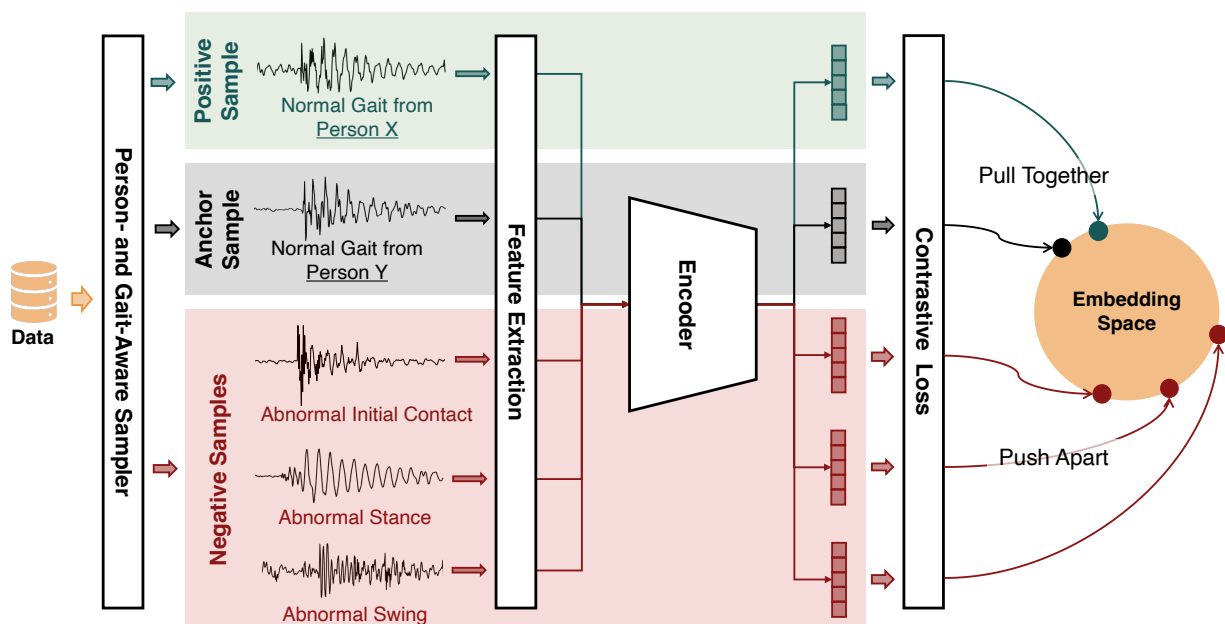 Data
Person- and Gait-Aware Sampler
Positive
Sample
Normal Gait from
Person X
Anchor
Sample
Normal Gait from
Person Y
Negative Samples
Abnormal Initial Contact
Abnormal Stance
Abnormal Swing
Feature Extraction
Encoder
Contrastive Loss
Pull Together
Embedding
Space
Push Apart